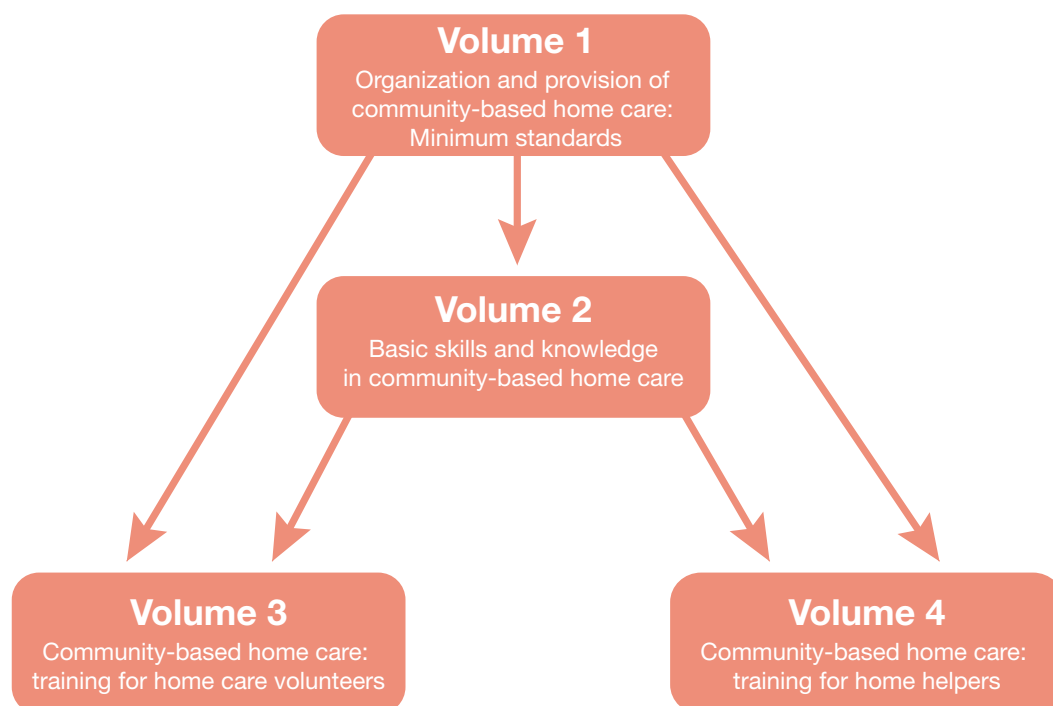 Volume 1
Organization and provision of
community-based home care:
Minimum standards
Volume 2
Basic skills and knowledge
in community-based home care
Volume 3
Community-based home care:
training for home care volunteers
Volume 4
Community-based home care:
training for home helpers